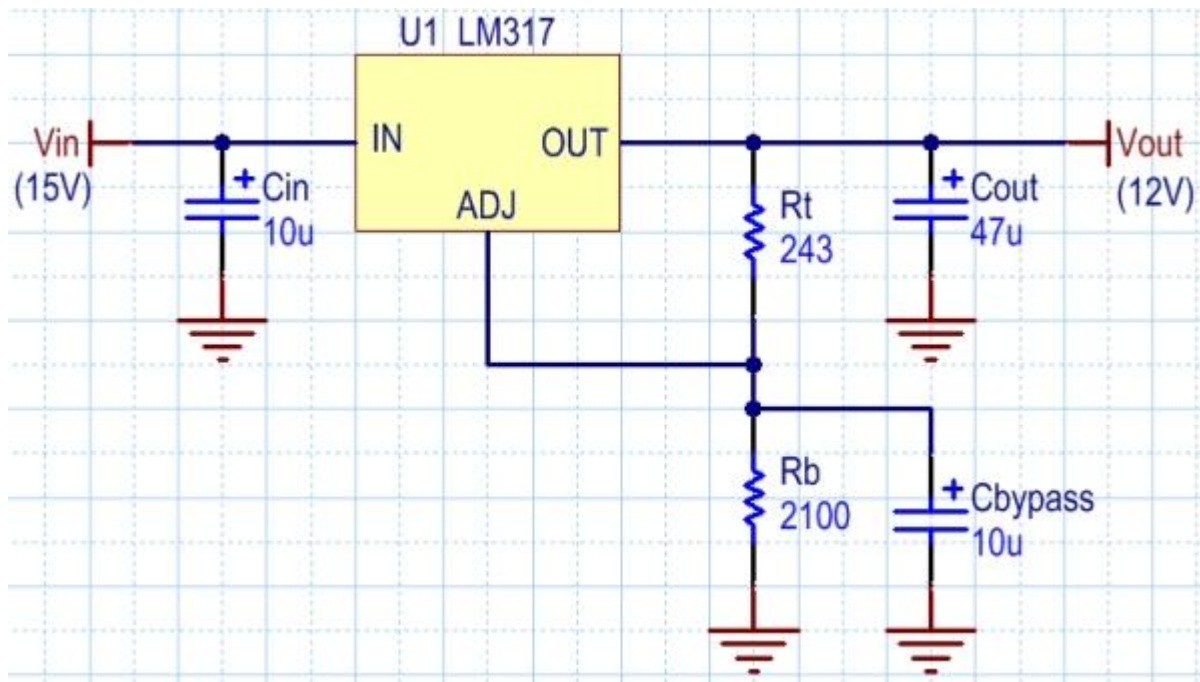 U1 LM317
Vin
(15V)
IN
OUT
ADJ
+
Cin
10u
Rt
243
+
Cout
47u
Vout
(12V)
Rb
2100
+
Cbypass
10u